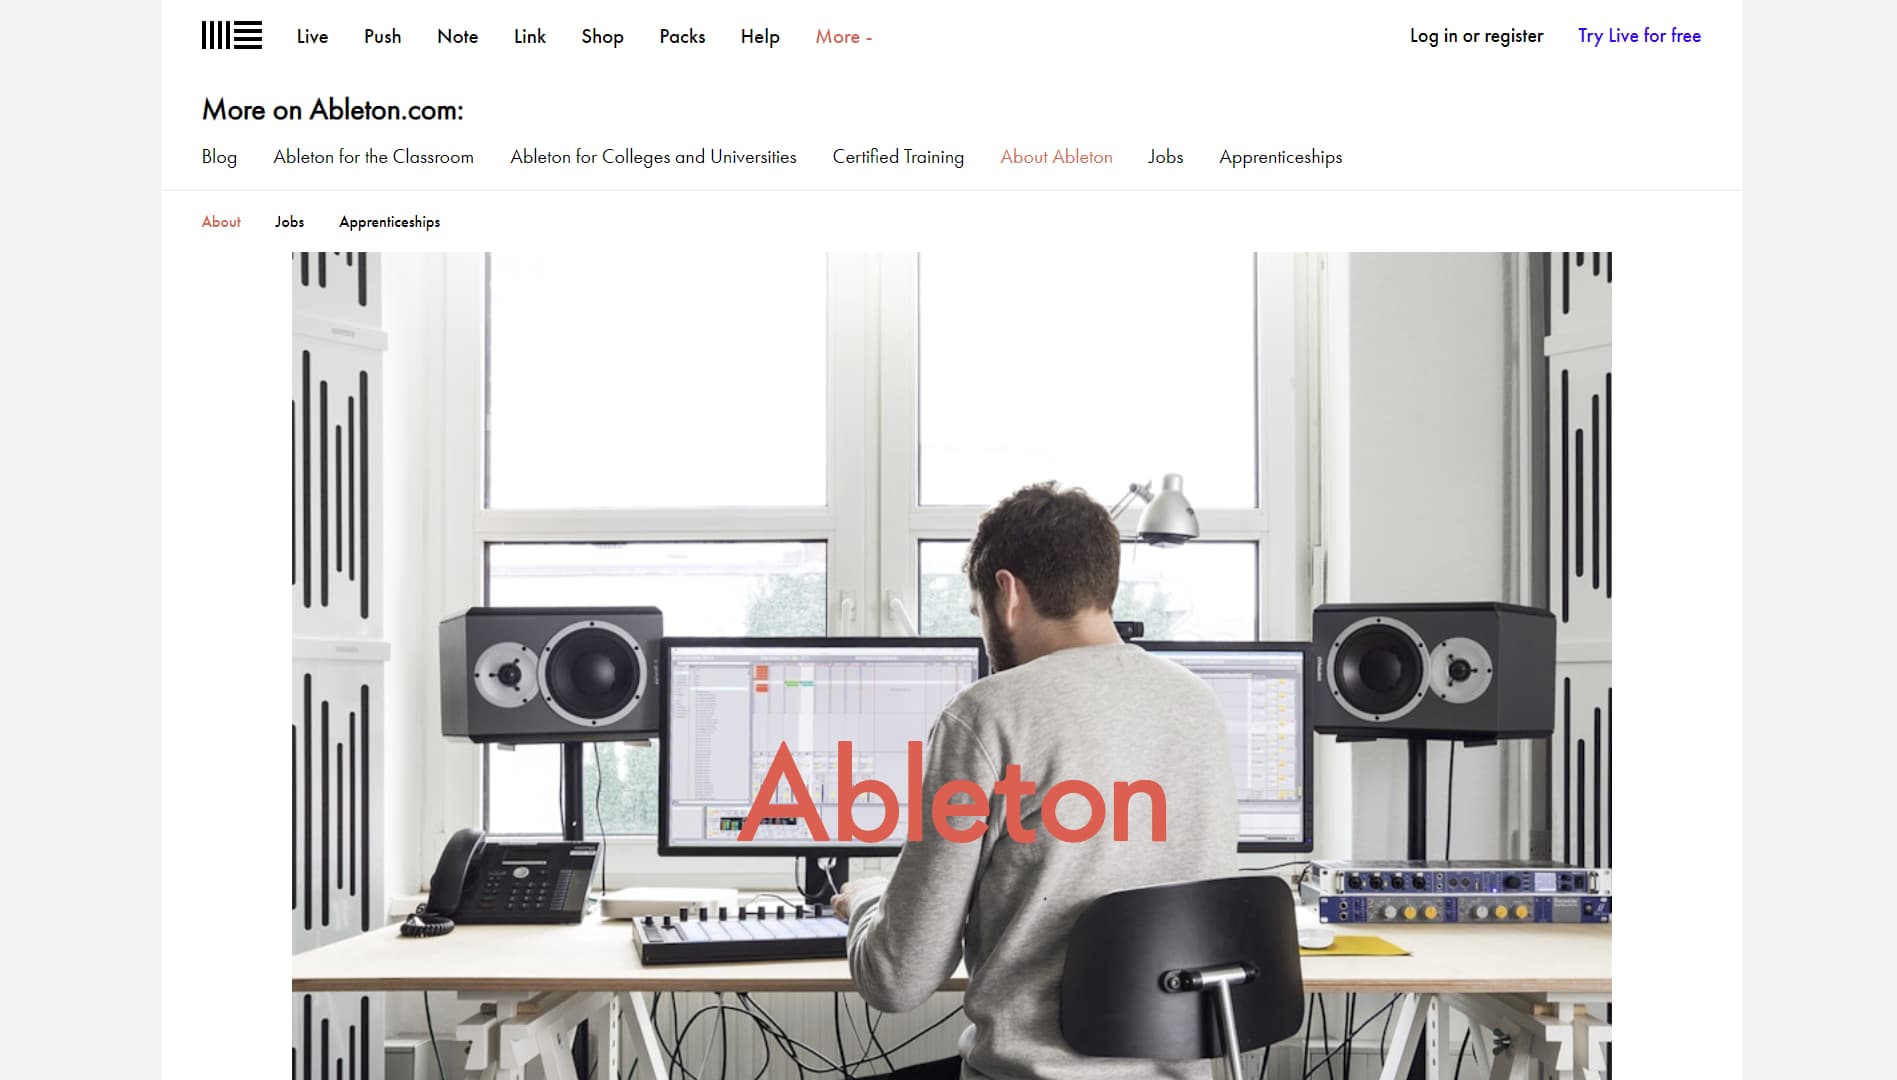 Live Push Note Link Shop Packs Help More - Log in or register Try Live for free
More on Ableton.com:
Blog Ableton for the Classroom Ableton for Colleges and Universities Certified Training About Ableton Jobs Apprenticeships
About Jobs Apprenticeships
Ableton